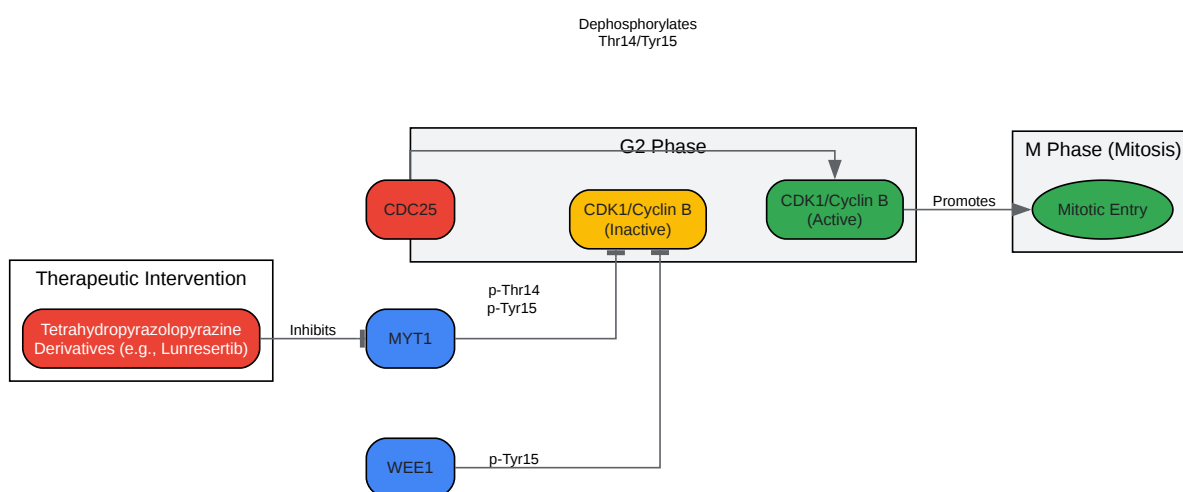 Dephosphorylates
Thr14/Tyr15
G2 Phase
M Phase (Mitosis)
CDC25
CDK1/Cyclin B
(Inactive)
CDK1/Cyclin B
(Active)
Promotes
Mitotic Entry
Therapeutic Intervention
Tetrahydropyrazolopyrazine
Derivatives (e.g., Lunresertib)
Inhibits
MYT1
p-Thr14
p-Tyr15
WEE1
p-Tyr15